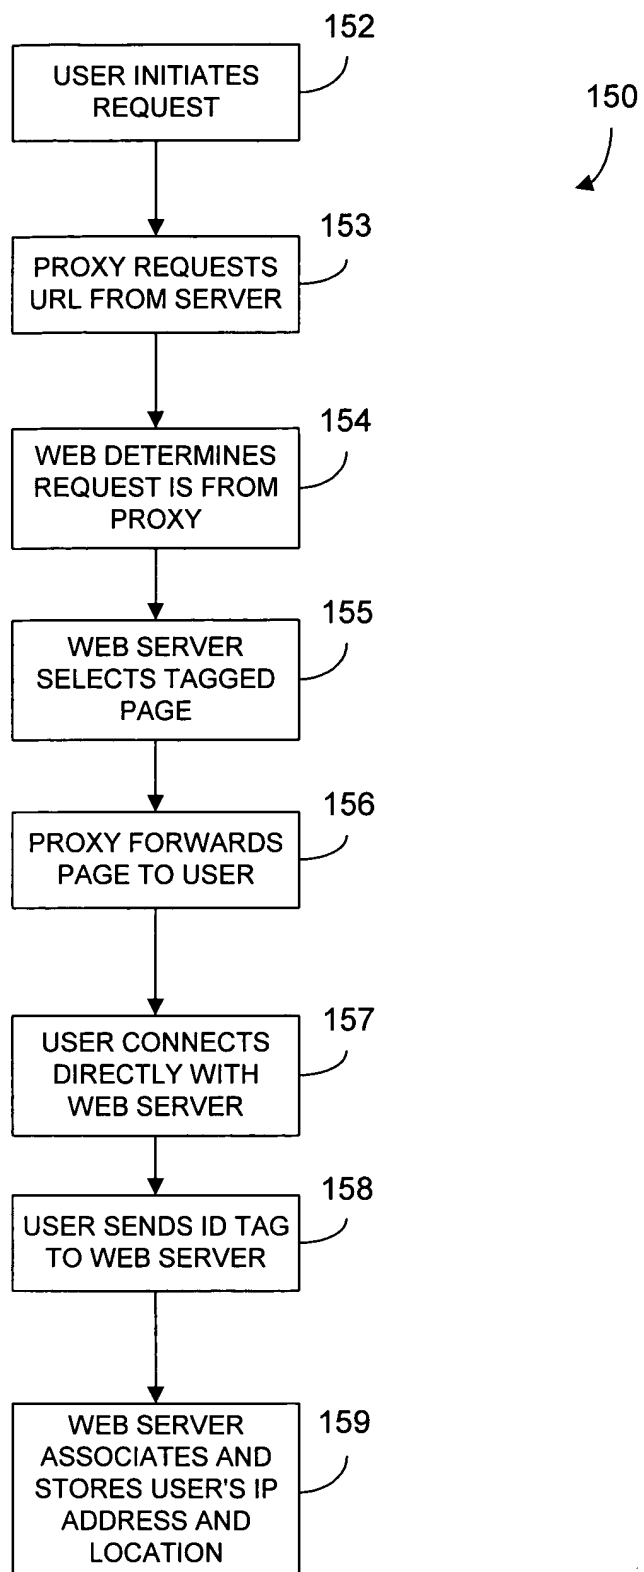 152
USER INITIATES
REQUEST
150
153
PROXY REQUESTS
URL FROM SERVER
154
WEB DETERMINES
REQUEST IS FROM
PROXY
155
WEB SERVER
SELECTS TAGGED
PAGE
156
PROXY FORWARDS
PAGE TO USER
157
USER CONNECTS
DIRECTLY WITH
WEB SERVER
158
USER SENDS ID TAG
TO WEB SERVER
159
WEB SERVER
ASSOCIATES AND
STORES USER'S IP
ADDRESS AND
LOCATION